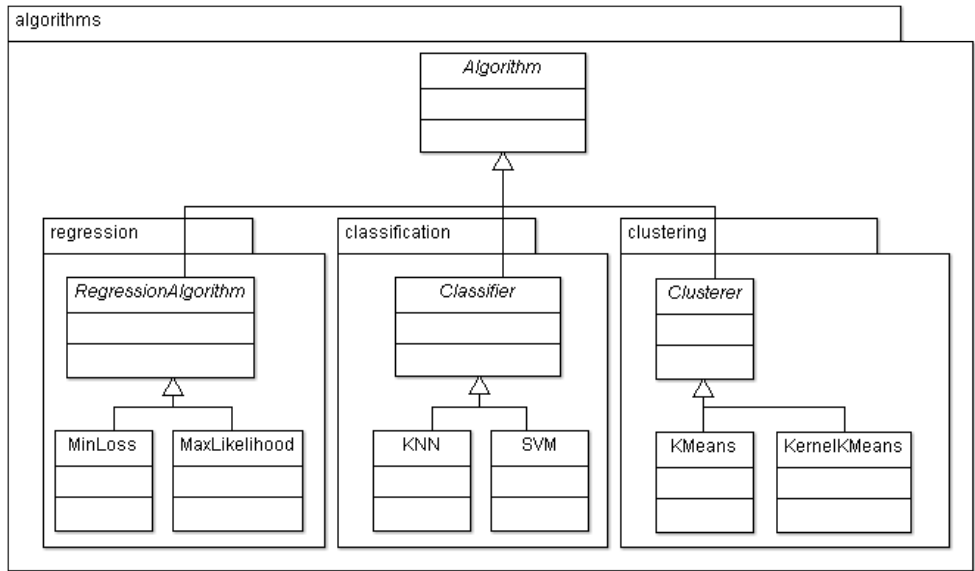 algorithms
Algorithm
regression
classification
clustering
RegressionAlgorithm
Classifier
Clusterer
MinLoss
MaxLikelihood
KNN
SVM
KMeans
KernelKMeans